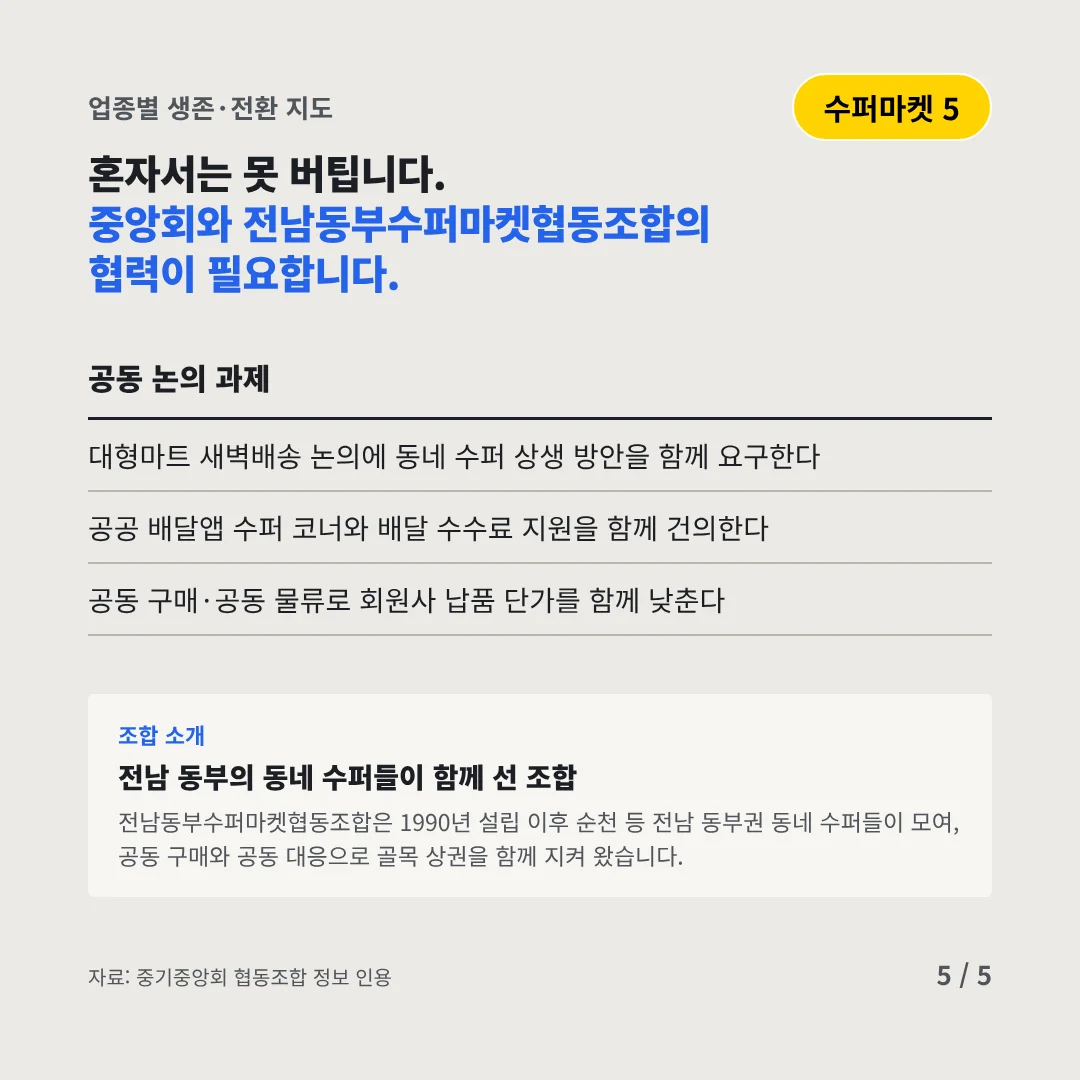 업종별 생존·전환 지도
수퍼마켓 5
혼자서는 못 버팁니다.
중앙회와 전남동부수퍼마켓협동조합의
협력이 필요합니다.
공동 논의 과제
대형마트 새벽배송 논의에 동네 수퍼 상생 방안을 함께 요구한다
공공 배달앱 수퍼 코너와 배달 수수료 지원을 함께 건의한다
공동 구매·공동 물류로 회원사 납품 단가를 함께 낮춘다
조합 소개
전남 동부의 동네 수퍼들이 함께 선 조합
전남동부수퍼마켓협동조합은 1990년 설립 이후 순천 등 전남 동부권 동네 수퍼들이 모여,
공동 구매와 공동 대응으로 골목 상권을 함께 지켜 왔습니다.
자료: 중기중앙회 협동조합 정보 인용
5 / 5